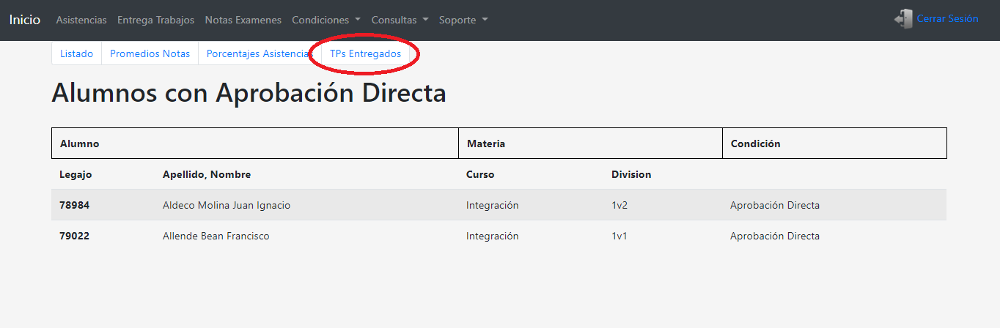 Inicio Asistencias Entrega Trabajos Notas Examenes Condiciones Consultas Soporte Cerrar Sesión
Listado Promedios Notas Porcentajes Asistencias TPs Entregados
Alumnos con Aprobación Directa
Alumno Materia Condición
Legajo Apellido, Nombre Curso Division
78984 Aldeco Molina Juan Ignacio Integración 1v2 Aprobación Directa
79022 Allende Bean Francisco Integración 1v1 Aprobación Directa